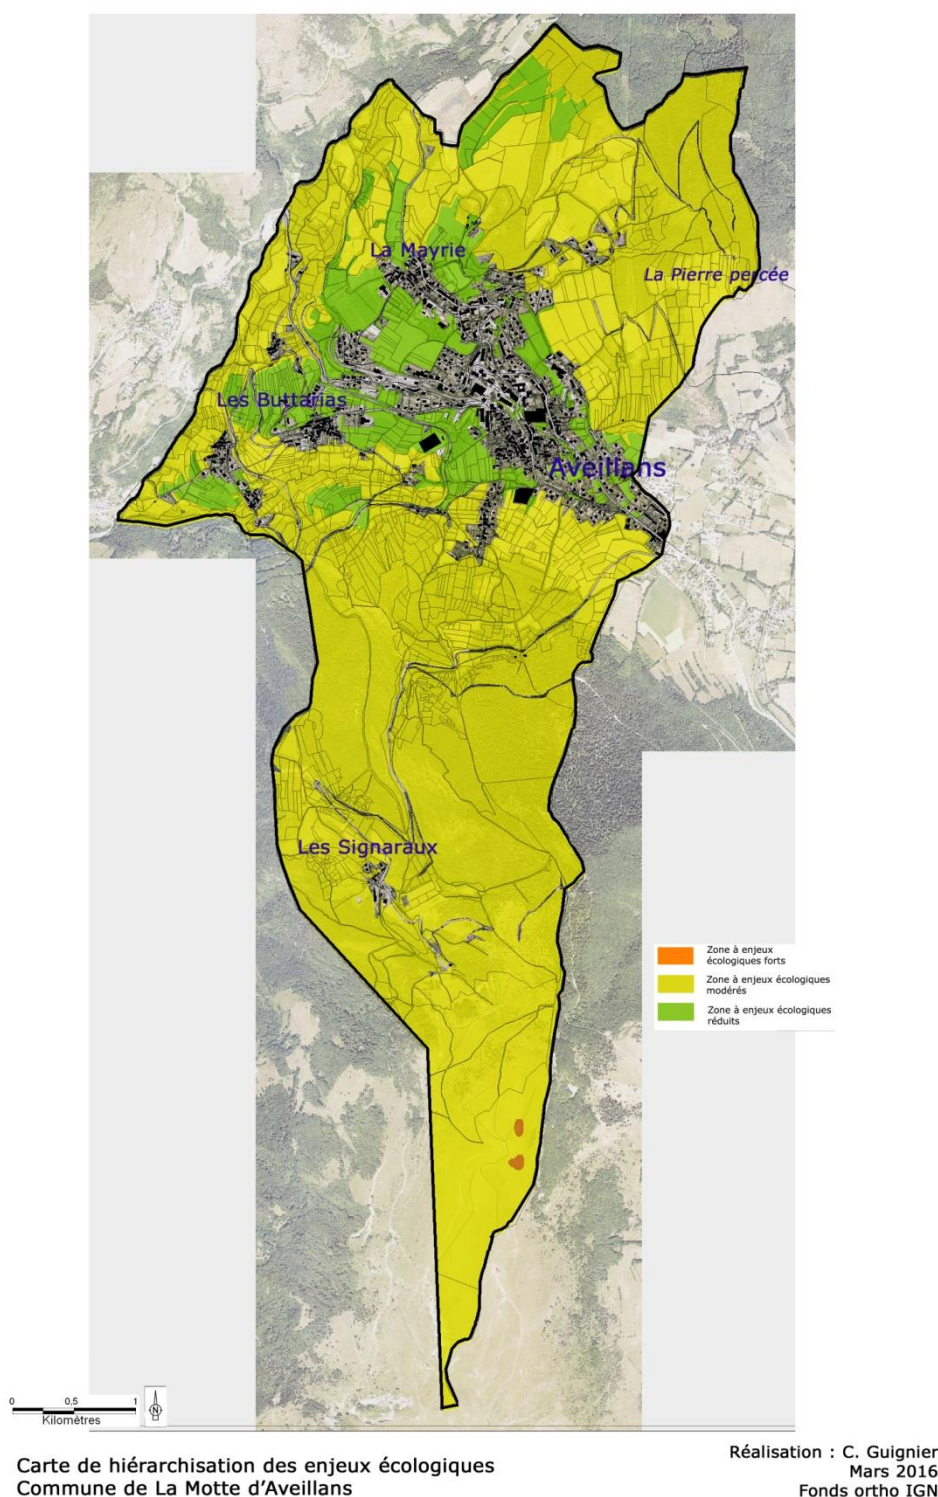 La Mayrie
La Pierre percée
Les Buttarias
Aveillans
Les Signaraux
Zone à enjeux
écologiques forts
Zone à enjeux écologiques
modérés
Zone à enjeux écologiques
réduits
0 0,5 1
Kilomètres
N
Carte de hiérarchisation des enjeux écologiques
Commune de La Motte d'Aveillans
Réalisation : C. Guignier
Mars 2016
Fonds ortho IGN